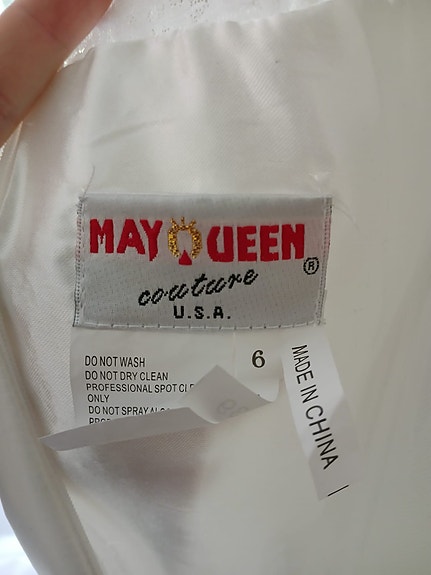 MAY QUEEN
®
couture
U.S.A.
DO NOT WASH
DO NOT DRY CLEAN
PROFESSIONAL SPOT
ONLY
DO NOT SPRAY
6
MADE IN CHINA